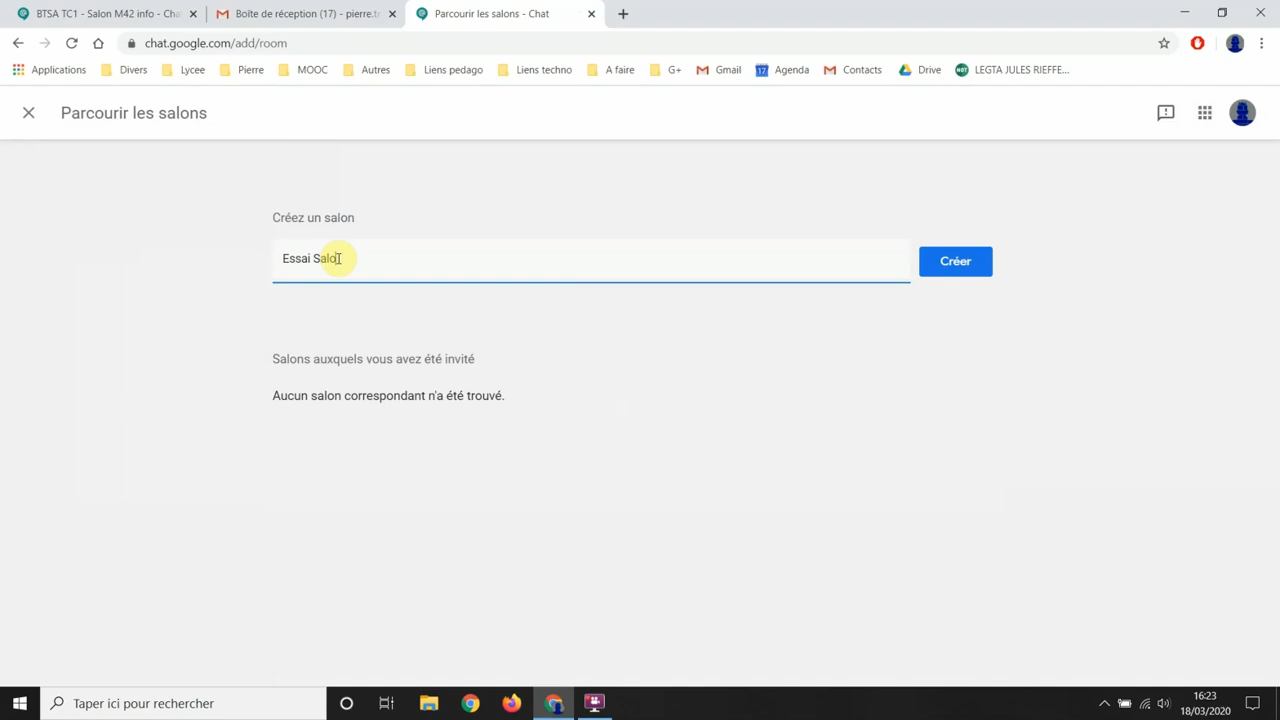 BTSA TC1 - Salon M42 info - Cha
Boîte de réception (17) - pierre.te
Parcourir les salons - Chat
chat.google.com/add/room
Applications
Divers
Lycee
Pierre
MOOC
Autres
Liens pedago
Liens techno
A faire
G+
Gmail
Agenda
Contacts
Drive
LEGTA JULES RIEFFE...
Parcourir les salons
Créez un salon
Essai Salo
Créer
Salons auxquels vous avez été invité
Aucun salon correspondant n'a été trouvé.
Taper ici pour rechercher
16:23
18/03/2020